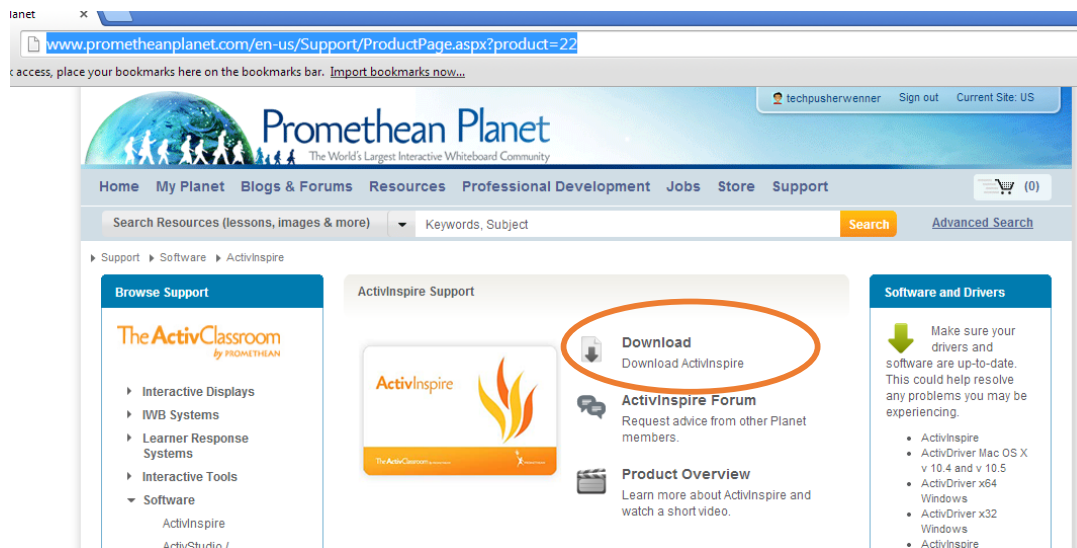 lanet
www.prometheanplanet.com/en-us/Support/ProductPage.aspx?product=22
access, place your bookmarks here on the bookmarks bar. Import bookmarks now...
techpusherwenner Sign out Current Site: US
Promethean Planet
The World's Largest Interactive Whiteboard Community
Home My Planet Blogs & Forums Resources Professional Development Jobs Store Support (0)
Search Resources (lessons, images & more) Keywords, Subject Search Advanced Search
Support Software ActivInspire
Browse Support
The ActivClassroom
by PROMETHEAN
Interactive Displays
IWB Systems
Learner Response
Systems
Interactive Tools
Software
ActivInspire
ActivStudio /
ActivInspire Support
ActivInspire
The ActivClassroom
Download
Download ActivInspire
ActivInspire Forum
Request advice from other Planet
members.
Product Overview
Learn more about ActivInspire and
watch a short video.
Software and Drivers
Make sure your
drivers and
software are up-to-date.
This could help resolve
any problems you may be
experiencing.
ActivInspire
ActivDriver Mac OS X
v 10.4 and v 10.5
ActivDriver x64
Windows
ActivDriver x32
Windows
ActivInspire